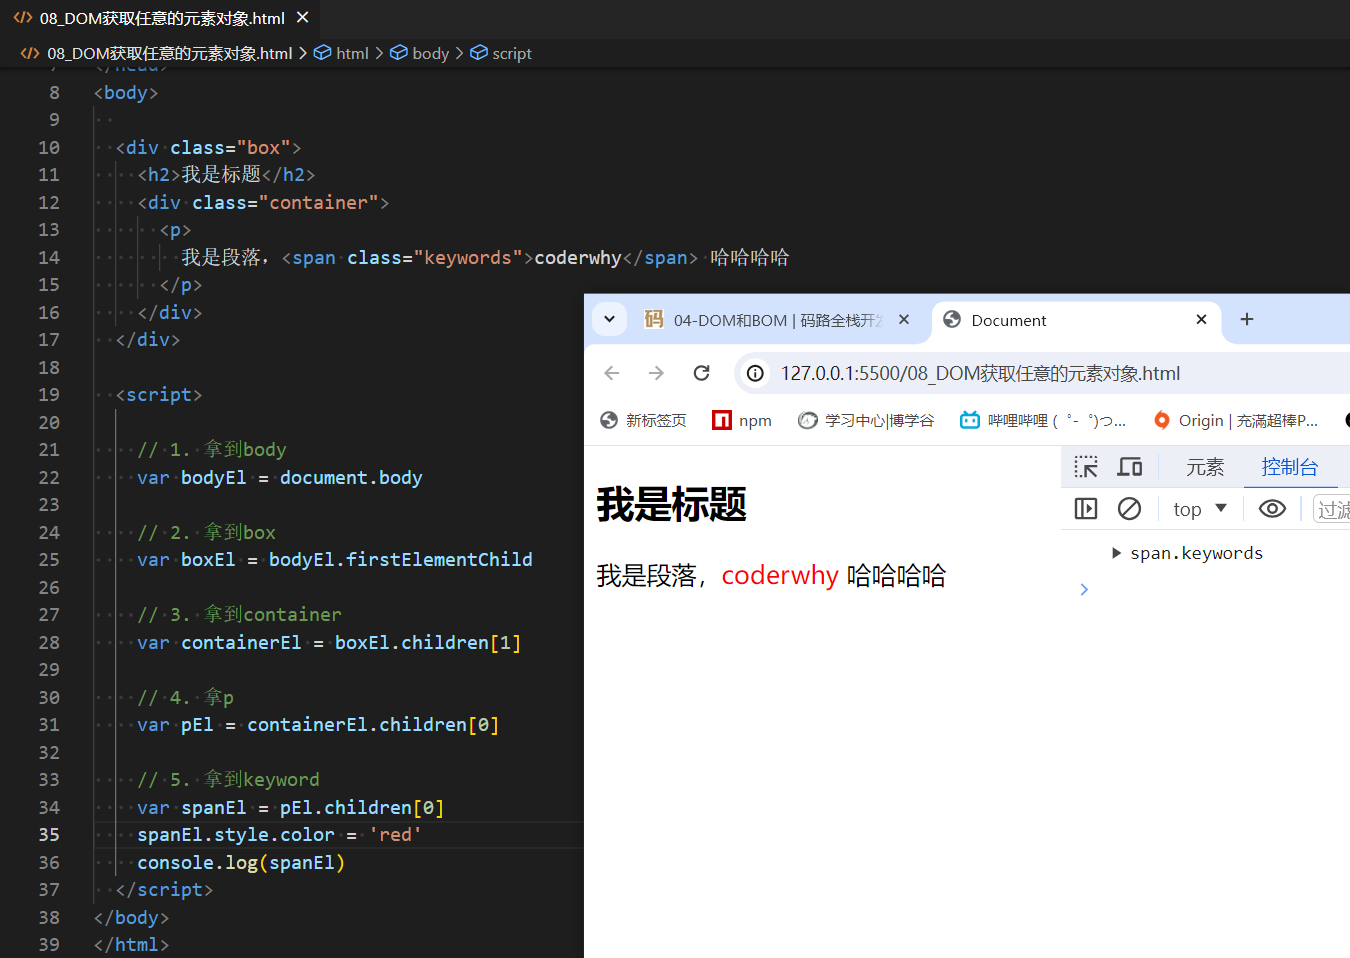 08_DOM获取任意的元素对象.html
08_DOM获取任意的元素对象.html > html > body > script
8 <body>
9
10 <div class="box">
11 <h2>我是标题</h2>
12 <div class="container">
13 <p>
14 我是段落，<span class="keywords">coderwhy</span> 哈哈哈哈
15 </p>
16 </div>
17 </div>
18
19 <script>
20
21 // 1. 拿到body
22 var bodyEl = document.body
23
24 // 2. 拿到box
25 var boxEl = bodyEl.firstElementChild
26
27 // 3. 拿到container
28 var containerEl = boxEl.children[1]
29
30 // 4. 拿p
31 var pEl = containerEl.children[0]
32
33 // 5. 拿到keyword
34 var spanEl = pEl.children[0]
35 spanEl.style.color = 'red'
36 console.log(spanEl)
37 </script>
38 </body>
39 </html>
码 04-DOM和BOM | 码路全栈开 Document
127.0.0.1:5500/08_DOM获取任意的元素对象.html
新标签页 npm 学习中心|博学谷 哔哩哔哩 (゜-゜)つ... Origin | 充满超棒P...
元素 控制台
top 过滤
我是标题
我是段落，coderwhy 哈哈哈哈
span.keywords